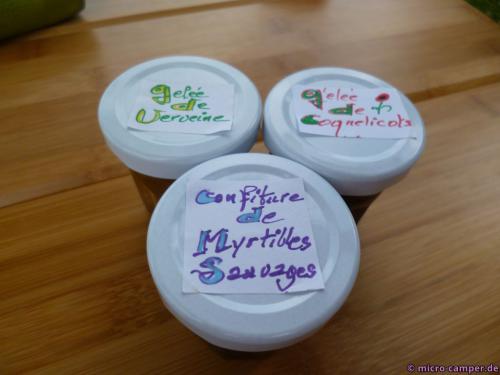 gelée
de
Verveine
gelée
de
Coquelicots
Confiture
de
Myrtilles
Sauvages
© micro-camper.de